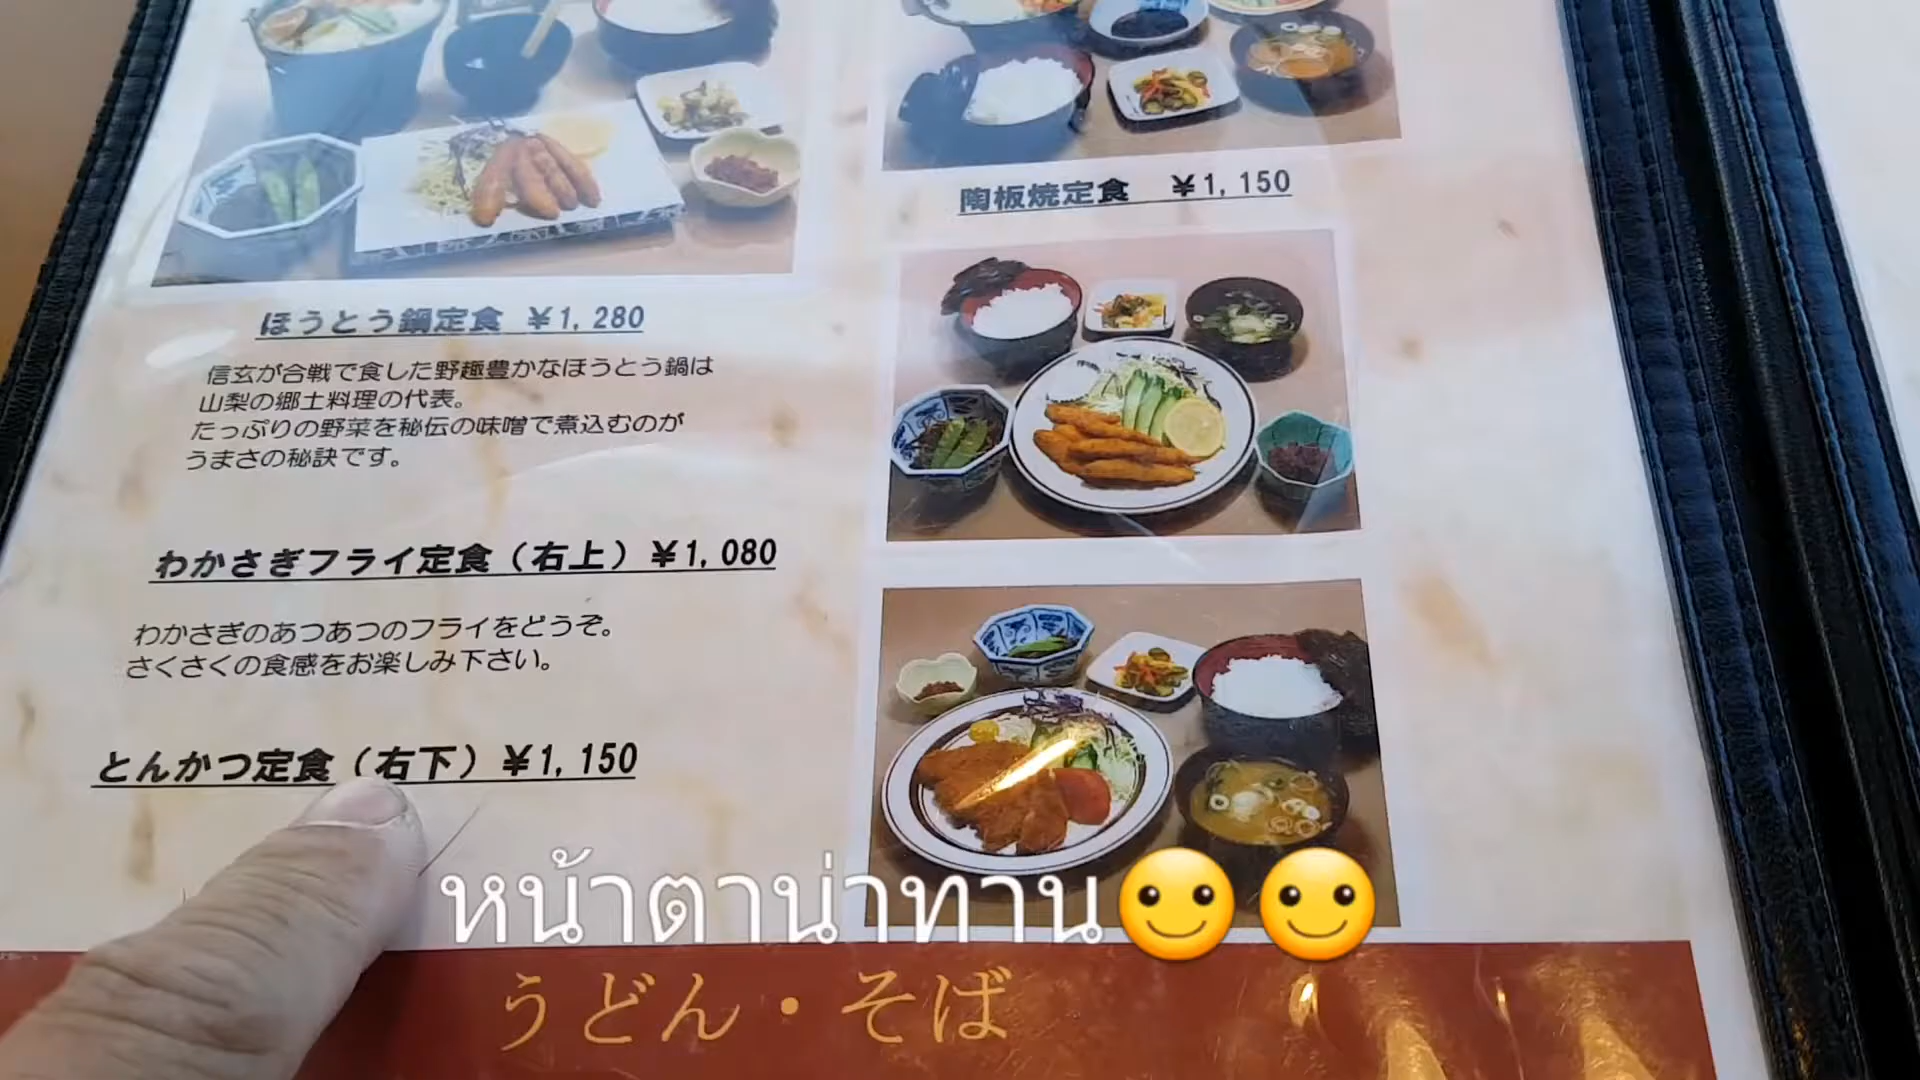 陶板焼定食 ¥1,150
ほうとう鍋定食 ¥1,280
信玄が合戦で食した野趣豊かなほうとう鍋は
山梨の郷土料理の代表。
たっぷりの野菜を秘伝の味噌で煮込むのが
うまさの秘訣です。
わかさぎフライ定食(右上)¥1,080
わかさぎのあつあつのフライをどうぞ。
さくさくの食感をお楽しみ下さい。
とんかつ定食(右下)¥1,150
หน้าตาน่าทาน🙂🙂
うどん・そば